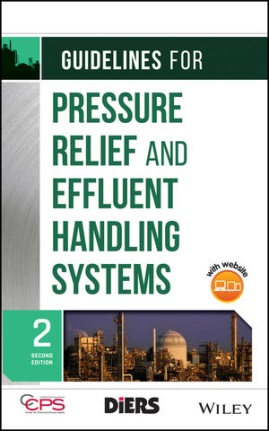 GUIDELINES FOR
PRESSURE
RELIEF AND
EFFLUENT
HANDLING
SYSTEMS
with website
2
SECOND
EDITION
CCPS
DIERS
WILEY